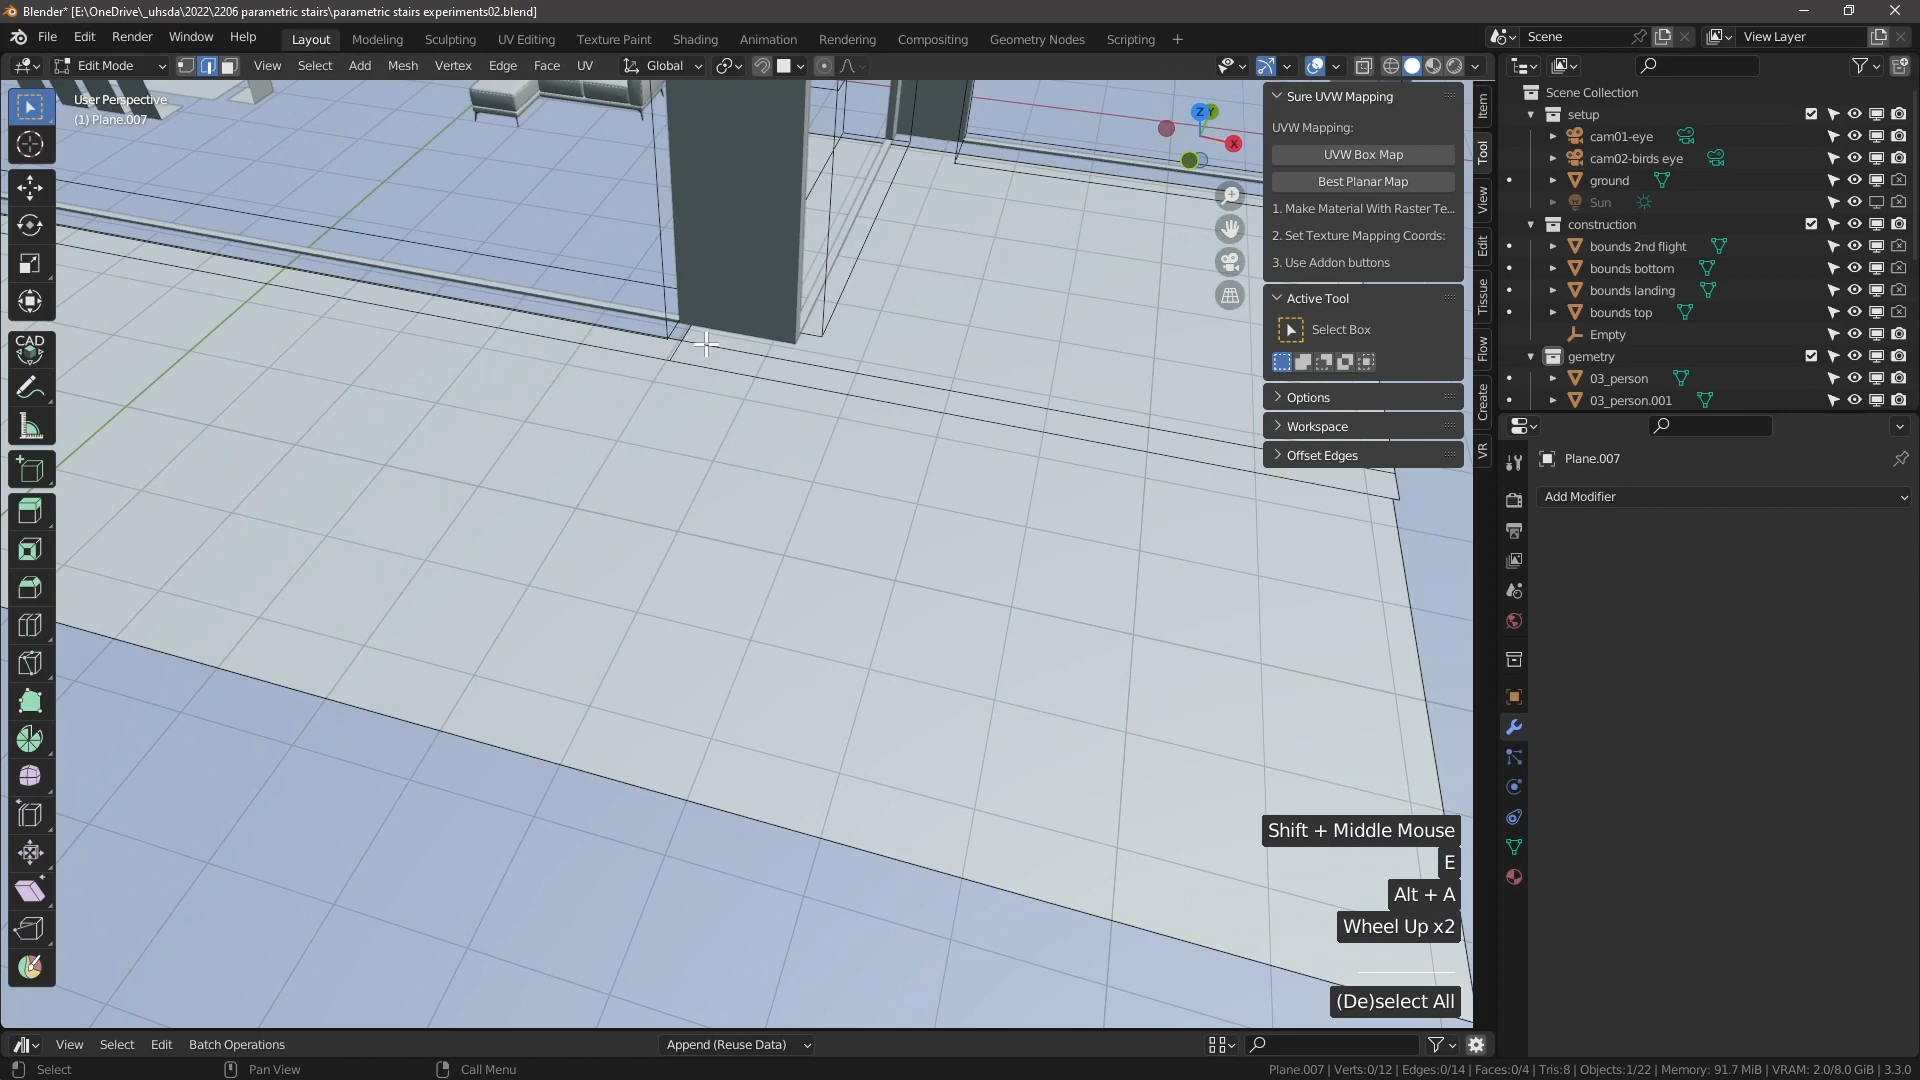 Blender* [E:\OneDrive\_uhsda\2022\2206 parametric stairs\parametric stairs experiments02.blend]
File Edit Render Window Help Layout Modeling Sculpting UV Editing Texture Paint Shading Animation Rendering Compositing Geometry Nodes Scripting + Scene View Layer
Edit Mode View Select Add Mesh Vertex Edge Face UV Global
User Perspective
(1) Plane.007
CAD
Z
Y
X
Sure UVW Mapping
UVW Mapping:
UVW Box Map
Best Planar Map
1. Make Material With Raster Te...
2. Set Texture Mapping Coords:
3. Use Addon buttons
Active Tool
Select Box
Options
Workspace
Offset Edges
Item
Tool
View
Edit
Tissue
Flow
Create
VR
Scene Collection
setup
cam01-eye
cam02-birds eye
ground
Sun
construction
bounds 2nd flight
bounds bottom
bounds landing
bounds top
Empty
gemetry
03_person
03_person.001
Plane.007
Add Modifier
Shift + Middle Mouse
E
Alt + A
Wheel Up x2
(De)select All
View Select Edit Batch Operations Append (Reuse Data)
Select Pan View Call Menu Plane.007 | Verts:0/12 | Edges:0/14 | Faces:0/4 | Tris:8 | Objects:1/22 | Memory: 91.7 MiB | VRAM: 2.0/8.0 GiB | 3.3.0